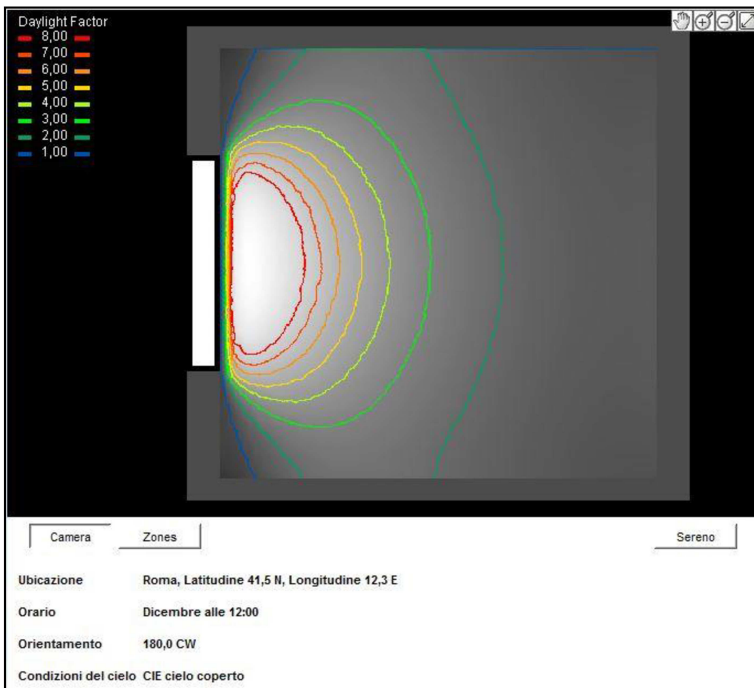 Daylight Factor
8,00
7,00
6,00
5,00
4,00
3,00
2,00
1,00
Camera
Zones
Sereno
Ubicazione Roma, Latitudine 41,5 N, Longitudine 12,3 E
Orario Dicembre alle 12:00
Orientamento 180,0 CW
Condizioni del cielo CIE cielo coperto